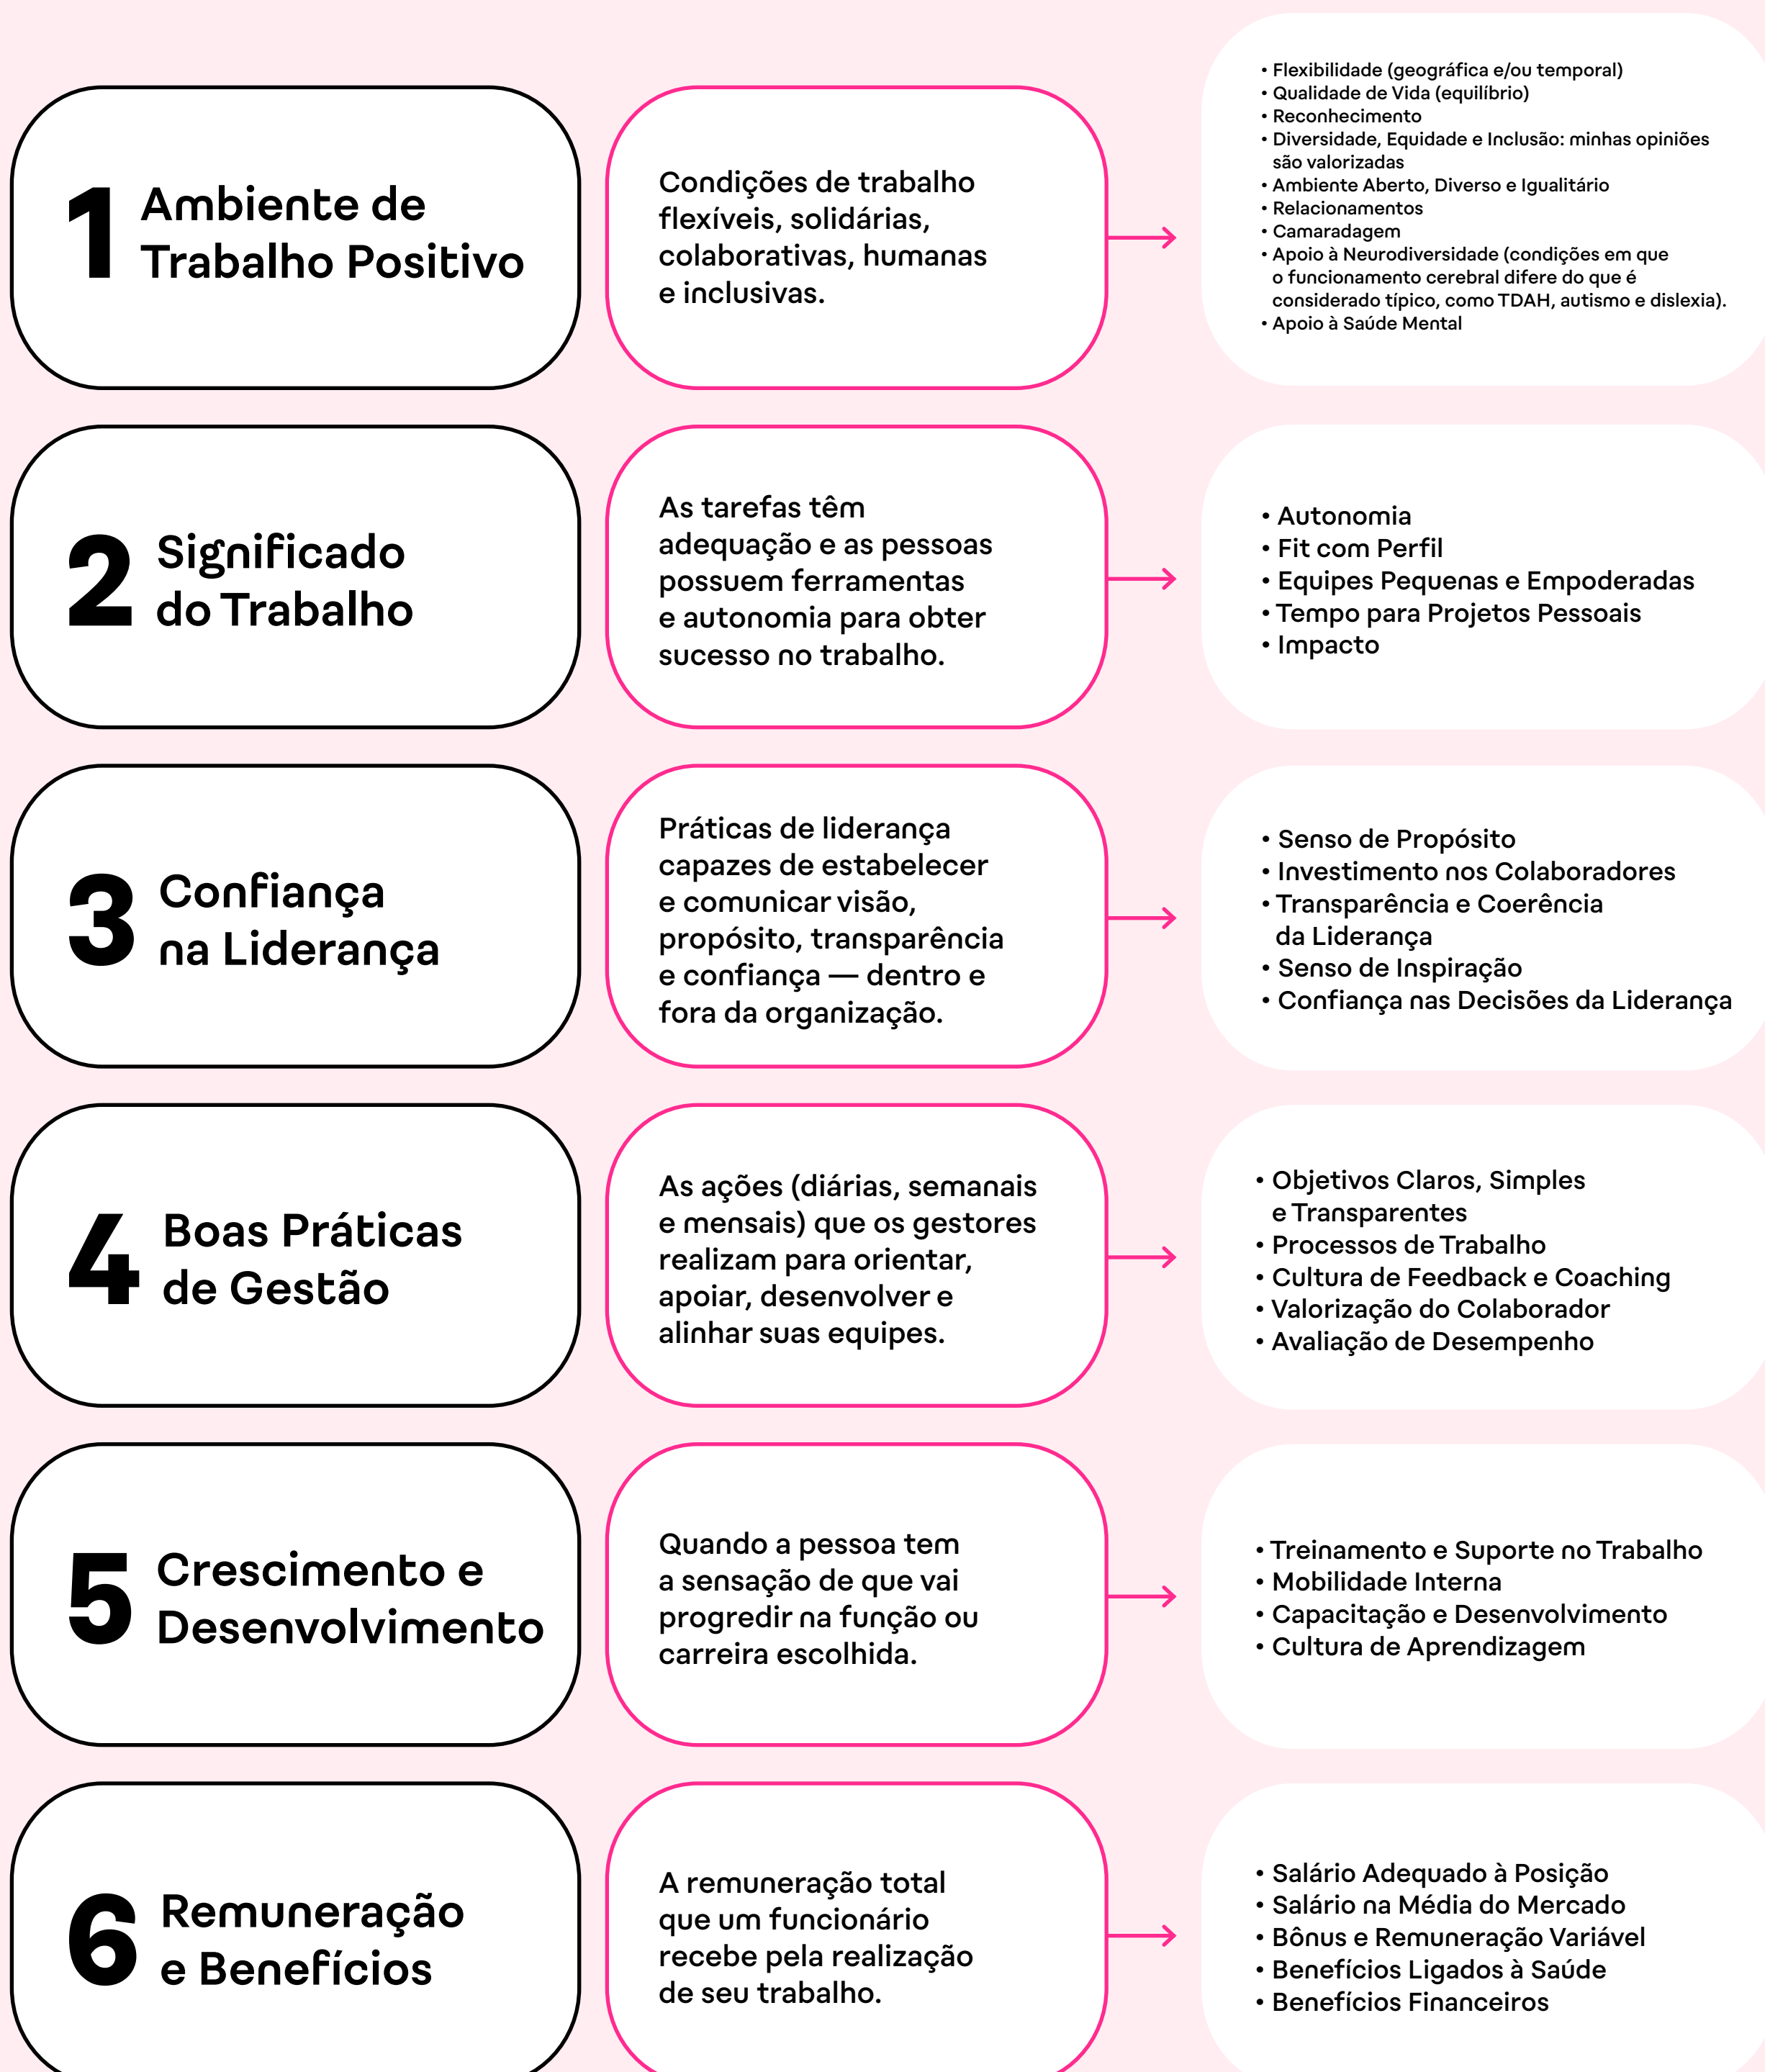 1 Ambiente de
Trabalho Positivo
Condições de trabalho
flexíveis, solidárias,
colaborativas, humanas
e inclusivas.
• Flexibilidade (geográfica e/ou temporal)
• Qualidade de Vida (equilíbrio)
• Reconhecimento
• Diversidade, Equidade e Inclusão: minhas opiniões
são valorizadas
• Ambiente Aberto, Diverso e Igualitário
• Relacionamentos
• Camaradagem
• Apoio à Neurodiversidade (condições em que
o funcionamento cerebral difere do que é
considerado típico, como TDAH, autismo e dislexia).
• Apoio à Saúde Mental
2 Significado
do Trabalho
As tarefas têm
adequação e as pessoas
possuem ferramentas
e autonomia para obter
sucesso no trabalho.
• Autonomia
• Fit com Perfil
• Equipes Pequenas e Empoderadas
• Tempo para Projetos Pessoais
• Impacto
3 Confiança
na Liderança
Práticas de liderança
capazes de estabelecer
e comunicar visão,
propósito, transparência
e confiança — dentro e
fora da organização.
• Senso de Propósito
• Investimento nos Colaboradores
• Transparência e Coerência
da Liderança
• Senso de Inspiração
• Confiança nas Decisões da Liderança
4 Boas Práticas
de Gestão
As ações (diárias, semanais
e mensais) que os gestores
realizam para orientar,
apoiar, desenvolver e
alinhar suas equipes.
• Objetivos Claros, Simples
e Transparentes
• Processos de Trabalho
• Cultura de Feedback e Coaching
• Valorização do Colaborador
• Avaliação de Desempenho
5 Crescimento e
Desenvolvimento
Quando a pessoa tem
a sensação de que vai
progredir na função ou
carreira escolhida.
• Treinamento e Suporte no Trabalho
• Mobilidade Interna
• Capacitação e Desenvolvimento
• Cultura de Aprendizagem
6 Remuneração
e Benefícios
A remuneração total
que um funcionário
recebe pela realização
de seu trabalho.
• Salário Adequado à Posição
• Salário na Média do Mercado
• Bônus e Remuneração Variável
• Benefícios Ligados à Saúde
• Benefícios Financeiros